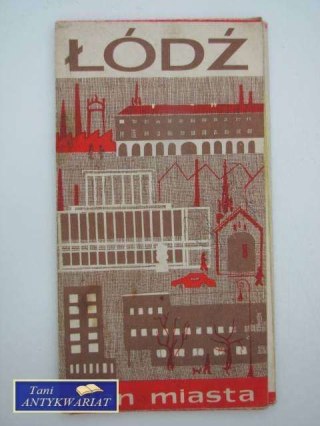 ŁÓDŹ
n miasta
Tani
ANTYKWARIAT